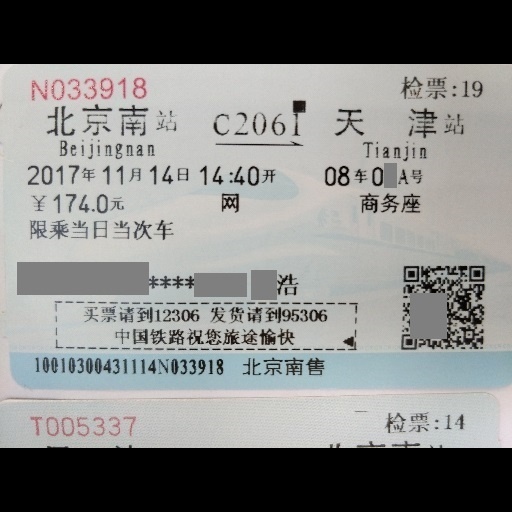 N033918 检票:19
北京南站 C2061 天津站
Beijingnan Tianjin
2017年11月14日14:40开 08车0 A号
￥174.0元 网 商务座
限乘当日当次车
**** 浩
买票请到12306 发货请到95306
中国铁路祝您旅途愉快
10010300431114N033918 北京南售
T005337 检票:14